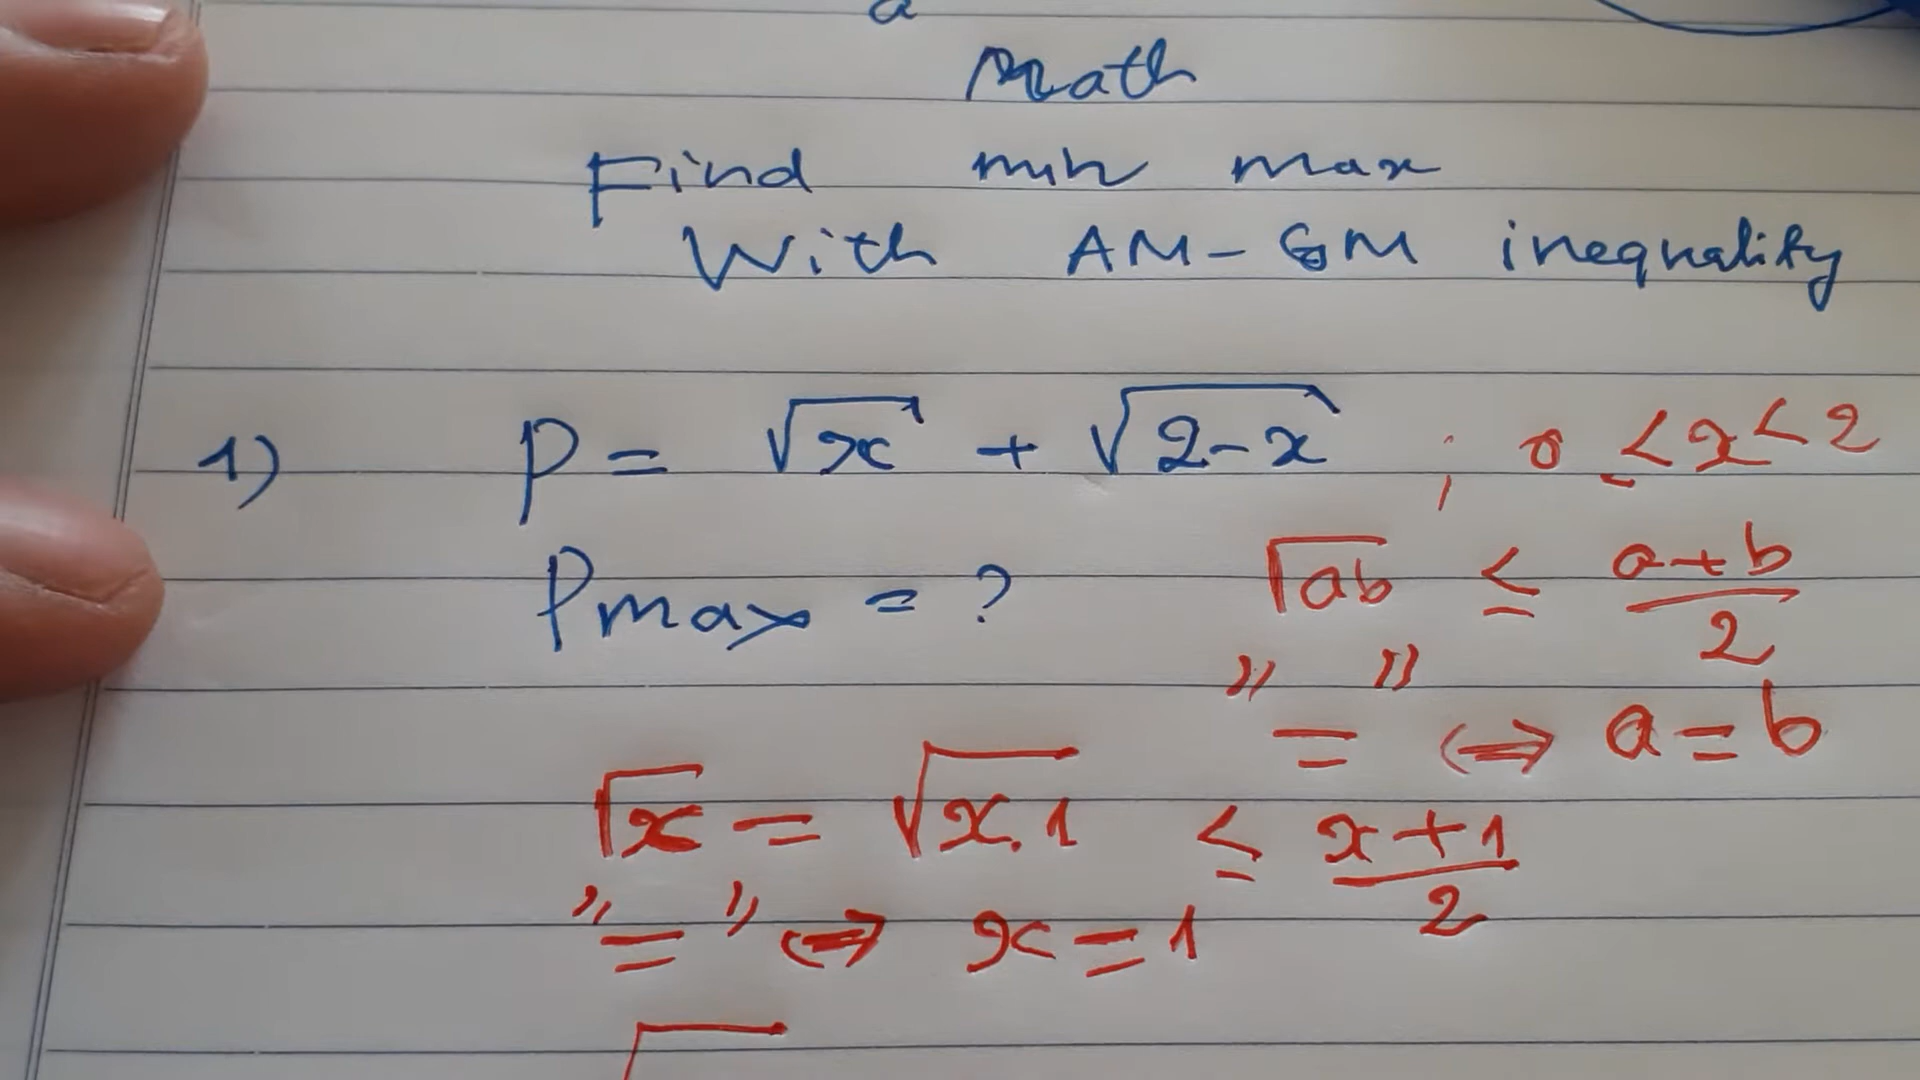 a
Math
Find min max
With AM-GM inequality
1) P = √x + √2-x ; 0 < x < 2
Pmax = ?
√ab ≤ a+b/2
" = " ⇔ a = b
√x = √x.1 ≤ x+1/2
" = " ⇔ x = 1